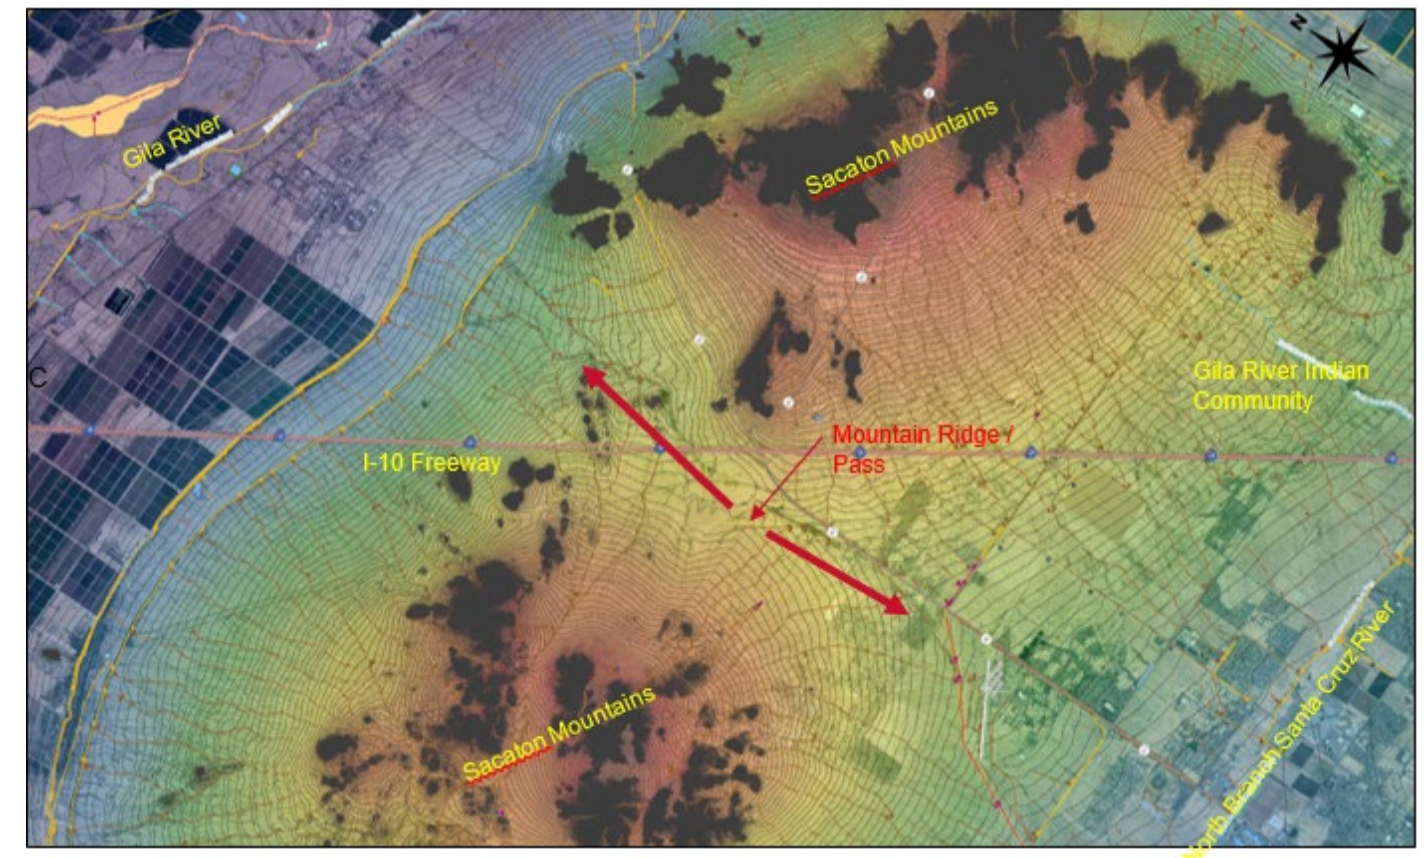 N
Gila River
Sacaton Mountains
C
Gila River Indian
Community
Mountain Ridge /
Pass
I-10 Freeway
Sacaton Mountains
North Branch Santa Cruz River